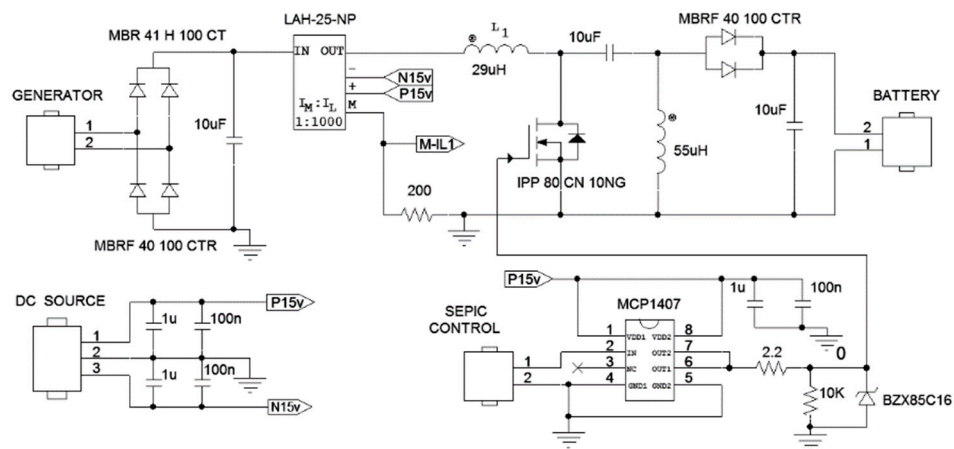 LAH-25-NP
MBR 41 H 100 CT
L1
10uF
MBRF 40 100 CTR
IN OUT
29uH
GENERATOR
-
N15v
+
P15v
M
BATTERY
10uF
IM:IL
1:1000
10uF
1
2
2
1
M-IL1
55uH
IPP 80 CN 10NG
200
MBRF 40 100 CTR
DC SOURCE
P15v
P15v
1u
100n
MCP1407
1u
100n
SEPIC
CONTROL
1
2
3
1u
100n
N15v
1
2
1
2
3
4
VDD1
IN
NC
GND1
VDD2
OUT2
OUT1
GND2
8
7
6
5
2.2
0
10K
BZX85C16